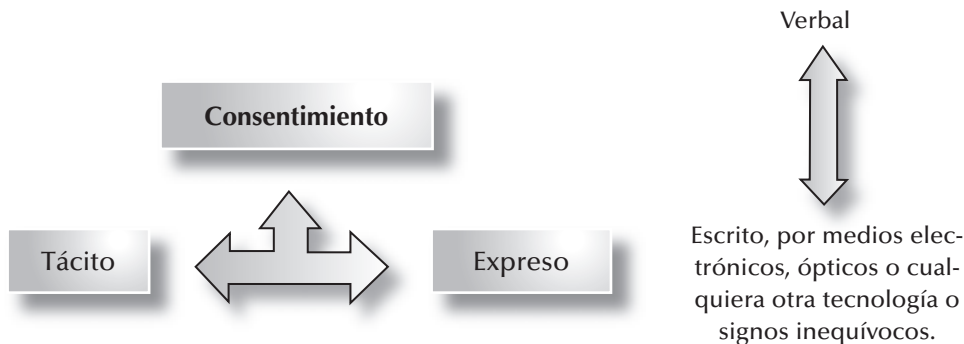 Verbal
Consentimiento
Tácito
Expreso
Escrito, por medios elec-
trónicos, ópticos o cual-
quiera otra tecnología o
signos inequívocos.